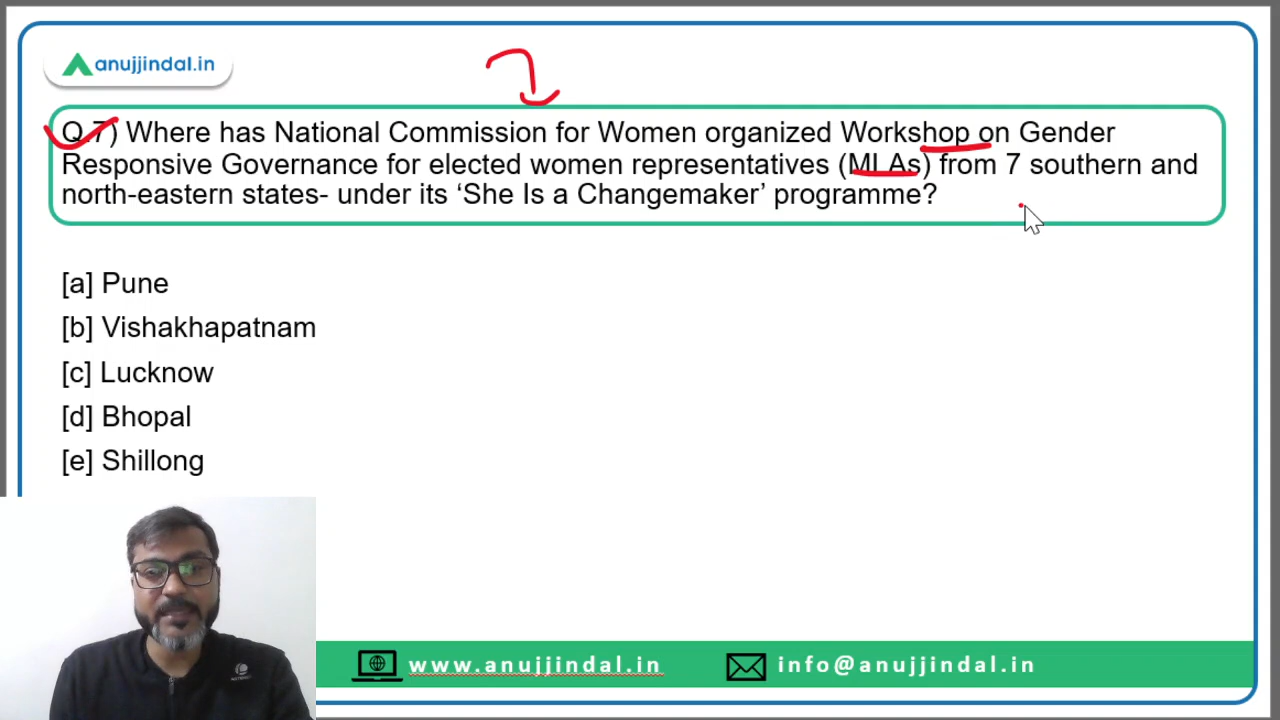 anujjindal.in
Q.7) Where has National Commission for Women organized Workshop on Gender
Responsive Governance for elected women representatives (MLAs) from 7 southern and
north-eastern states- under its ‘She Is a Changemaker’ programme?
[a] Pune
[b] Vishakhapatnam
[c] Lucknow
[d] Bhopal
[e] Shillong
www.anujjindal.in
info@anujjindal.in